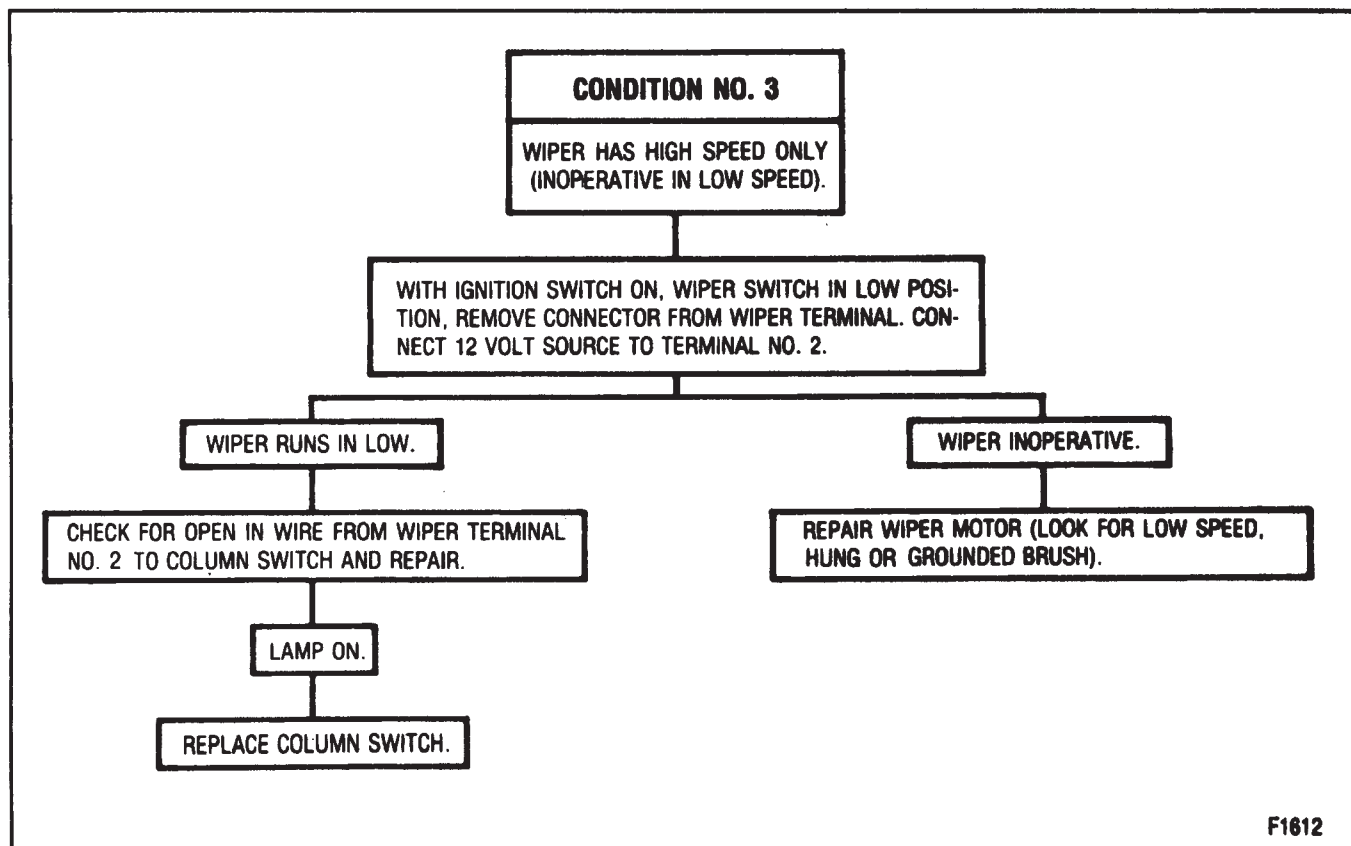 CONDITION NO. 3
WIPER HAS HIGH SPEED ONLY
(INOPERATIVE IN LOW SPEED).
WITH IGNITION SWITCH ON, WIPER SWITCH IN LOW POSI-
TION, REMOVE CONNECTOR FROM WIPER TERMINAL. CON-
NECT 12 VOLT SOURCE TO TERMINAL NO. 2.
WIPER RUNS IN LOW.
WIPER INOPERATIVE.
CHECK FOR OPEN IN WIRE FROM WIPER TERMINAL
NO. 2 TO COLUMN SWITCH AND REPAIR.
REPAIR WIPER MOTOR (LOOK FOR LOW SPEED,
HUNG OR GROUNDED BRUSH).
LAMP ON.
REPLACE COLUMN SWITCH.
F1612